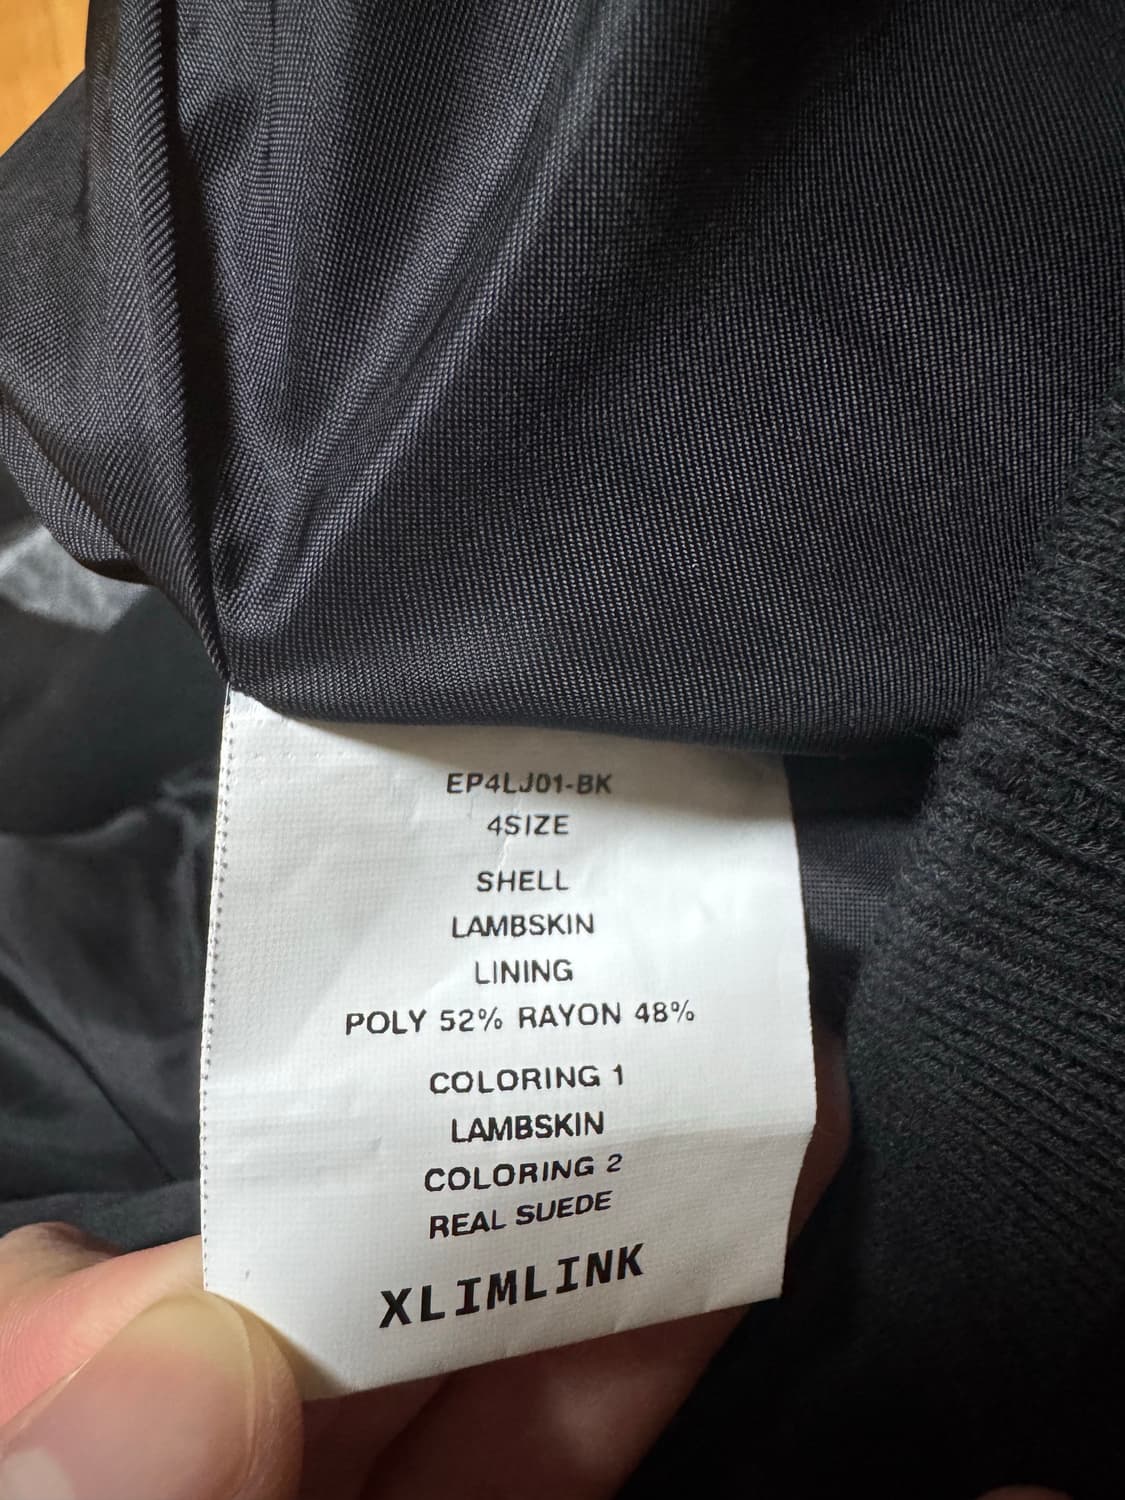 EP4LJ01-BK
4SIZE
SHELL
LAMBSKIN
LINING
POLY 52% RAYON 48%
COLORING 1
LAMBSKIN
COLORING 2
REAL SUEDE
XLIMLINK